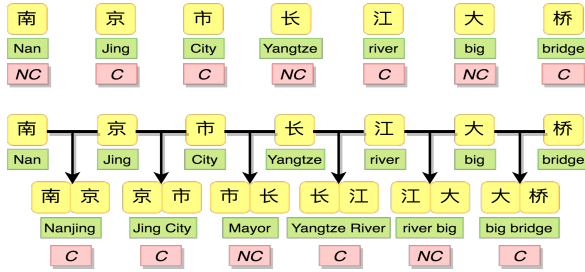 南 京 市 长 江 大 桥
Nan Jing City Yangtze river big bridge
NC C C NC C NC C
南 京 市 长 江 大 桥
Nan Jing City Yangtze river big bridge
南 京 京 市 市 长 长 江 江 大 大 桥
Nanjing Jing City Mayor Yangtze River river big big bridge
C C NC C NC C